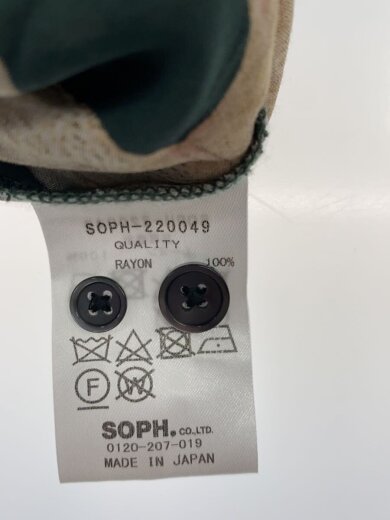 SOPH-220049
QUALITY
RAYON 100%
F W
SOPH. CO.,LTD.
0120-207-019
MADE IN JAPAN